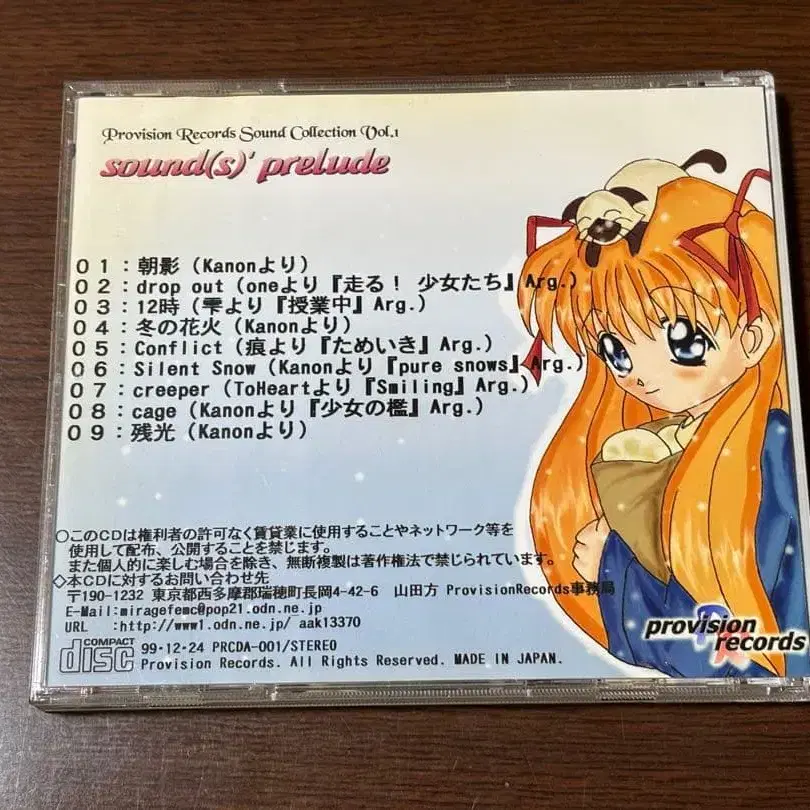 Provision Records Sound Collection Vol.1
sound(s)' prelude
01:朝影 (Kanonより)
02:drop out (oneより『走る! 少女たち』Arg.)
03:12時 (雫より『授業中』Arg.)
04:冬の花火 (Kanonより)
05:Conflict (痕より『ためいき』Arg.)
06:Silent Snow (Kanonより『pure snows』Arg.)
07:creeper (ToHeartより『Smiling』Arg.)
08:cage (Kanonより『少女の檻』Arg.)
09:残光 (Kanonより)
○このCDは権利者の許可なく賃貸業に使用することやネットワーク等を
使用して配布、公開することを禁じます。
また個人的に楽しむ場合を除き、無断複製は著作権法で禁じられています。
◇本CDに対するお問い合わせ先
〒190-1232 東京都西多摩郡瑞穂町長岡4-42-6 山田方 ProvisionRecords事務局
E-Mail:miragefemc@pop21.odn.ne.jp
URL :http://www1.odn.ne.jp/ aak13370
COMPACT
disc
99・12・24 PRCDA-001/STEREO
Provision Records. All Rights Reserved. MADE IN JAPAN.
provision
records